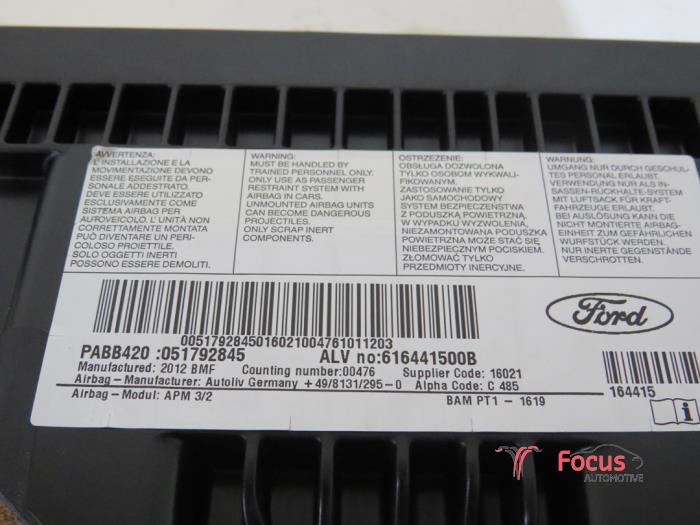 AVVERTENZA:
L'INSTALLAZIONE E LA
MOVIMENTAZIONE DEVONO
ESSERE ESEGUITE DA PER-
SONALE ADDESTRATO.
DEVE ESSERE UTILIZZATO
ESCLUSIVAMENTE COME
SISTEMA AIRBAG PER
AUTOVEICOLO. L'UNITÀ NON
CORRETTAMENTE MONTATA
PUÒ DIVENTARE UN PERI-
COLOSO PROIETTILE.
SOLO OGGETTI INERTI
POSSONO ESSERE DEMOLITI.
WARNING:
MUST BE HANDLED BY
TRAINED PERSONNEL ONLY.
ONLY USE AS PASSENGER
RESTRAINT SYSTEM WITH
AIRBAG IN CARS.
UNMOUNTED AIRBAG UNITS
CAN BECOME DANGEROUS
PROJECTILES.
ONLY SCRAP INERT
COMPONENTS.
OSTRZEŻENIE:
OBSŁUGA DOZWOLONA
TYLKO OSOBOM WYKWALI-
FIKOWANYM.
ZASTOSOWANIE TYLKO
JAKO SAMOCHODOWY
SYSTEM BEZPIECZEŃSTWA
Z PODUSZKĄ POWIETRZNĄ.
W WYPADKU WYZWOLENIA,
NIEZAMONTOWANA PODUSZKA
POWIETRZNA MOŻE STAĆ SIĘ
NIEBEZPIECZNYM POCISKIEM.
ZŁOMOWAĆ TYLKO
PRZEDMIOTY INERCYJNE.
WARNUNG:
UMGANG NUR DURCH GESCHUL-
TES PERSONAL ERLAUBT.
VERWENDUNG NUR ALS IN-
SASSEN-RÜCKHALTE-SYSTEM
MIT LUFTSACK FÜR KRAFT-
FAHRZEUGE ERLAUBT.
BEI AUSLÖSUNG KANN DIE
NICHT MONTIERTE AIRBAG-
EINHEIT ZUM GEFÄHRLICHEN
WURFSTÜCK WERDEN.
NUR INERTE GEGENSTÄNDE
VERSCHROTTEN.
Ford
00517928450160210047610 11203
PABB420 :051792845 ALV no:616441500B
Manufactured: 2012 BMF Counting number:00476 Supplier Code: 16021
Airbag - Manufacturer: Autoliv Germany +49/8131/295-0 Alpha Code: C 485
Airbag - Modul: APM 3/2 BAM PT1 - 1619
164415
Focus
AUTOMOTIVE